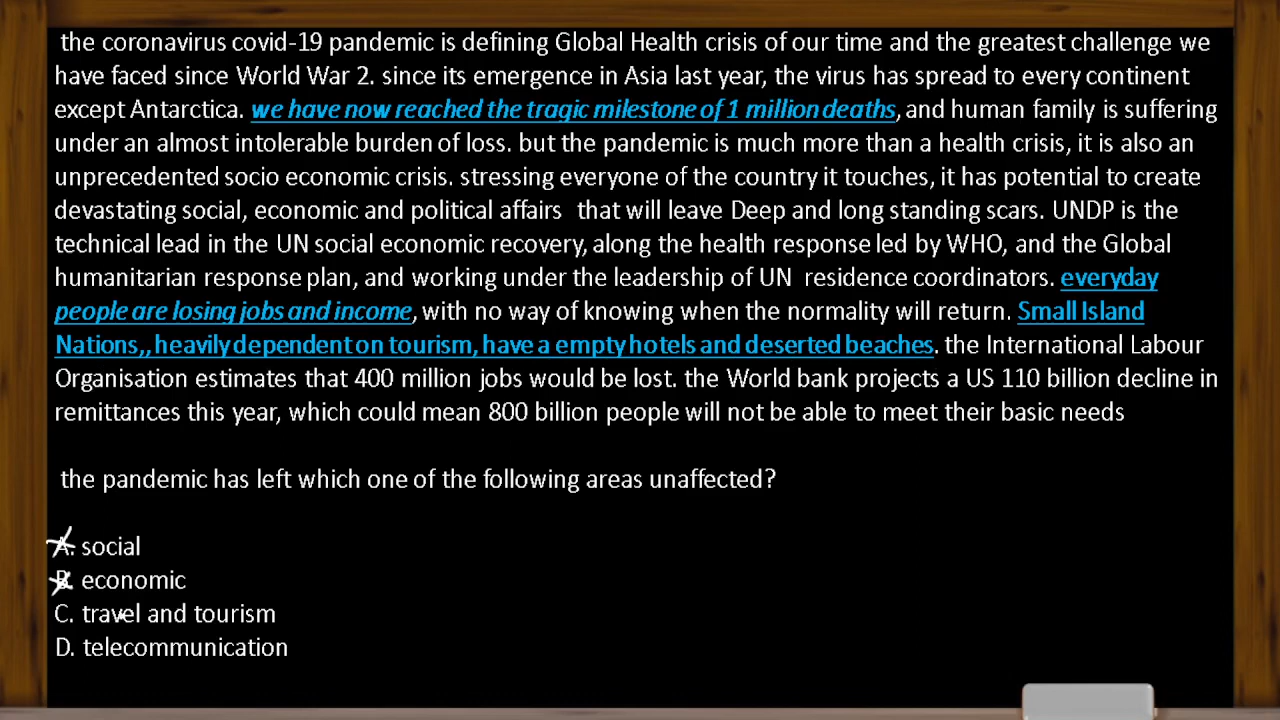 the coronavirus covid-19 pandemic is defining Global Health crisis of our time and the greatest challenge we
have faced since World War 2. since its emergence in Asia last year, the virus has spread to every continent
except Antarctica. we have now reached the tragic milestone of 1 million deaths, and human family is suffering
under an almost intolerable burden of loss. but the pandemic is much more than a health crisis, it is also an
unprecedented socio economic crisis. stressing everyone of the country it touches, it has potential to create
devastating social, economic and political affairs that will leave Deep and long standing scars. UNDP is the
technical lead in the UN social economic recovery, along the health response led by WHO, and the Global
humanitarian response plan, and working under the leadership of UN residence coordinators. everyday
people are losing jobs and income, with no way of knowing when the normality will return. Small Island
Nations,, heavily dependent on tourism, have a empty hotels and deserted beaches. the International Labour
Organisation estimates that 400 million jobs would be lost. the World bank projects a US 110 billion decline in
remittances this year, which could mean 800 billion people will not be able to meet their basic needs
the pandemic has left which one of the following areas unaffected?
A. social
B. economic
C. travel and tourism
D. telecommunication